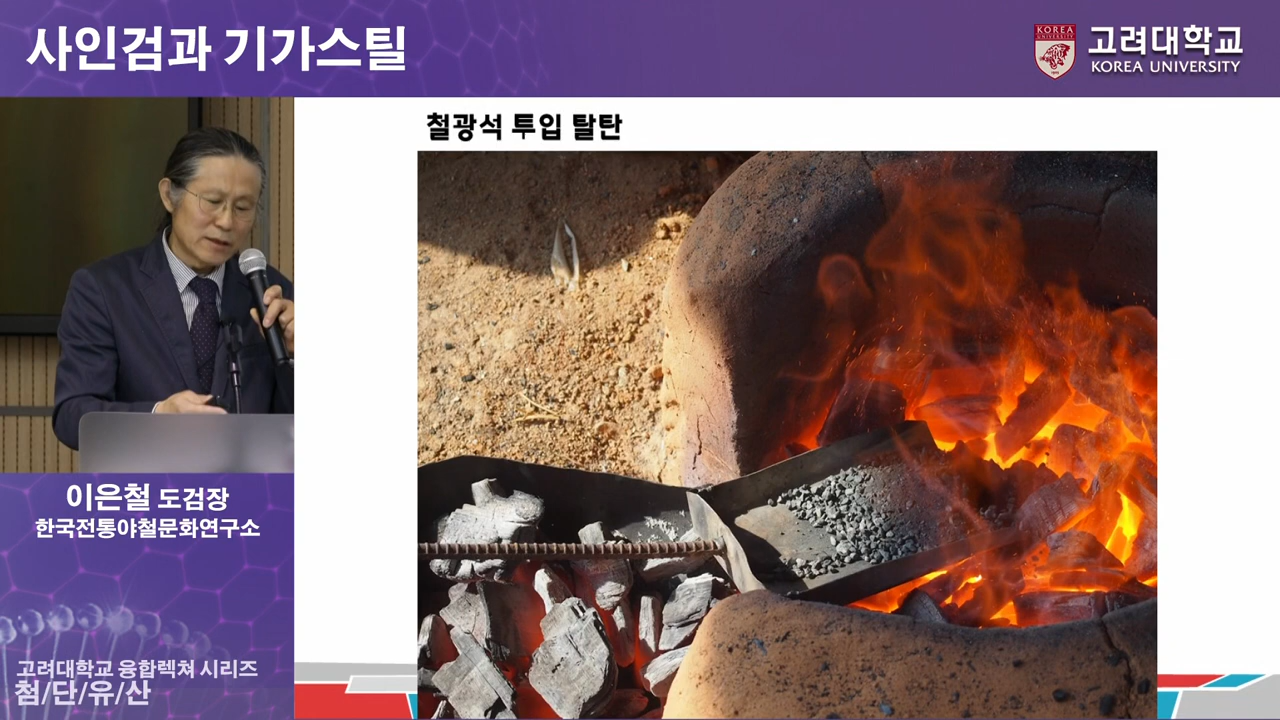 사인검과 기가스틸
KOREA
UNIVERSITY
고려대학교
KOREA UNIVERSITY
철광석 투입 탈탄
이은철 도검장
한국전통야철문화연구소
고려대학교 융합렉쳐 시리즈
첨/단/유/산